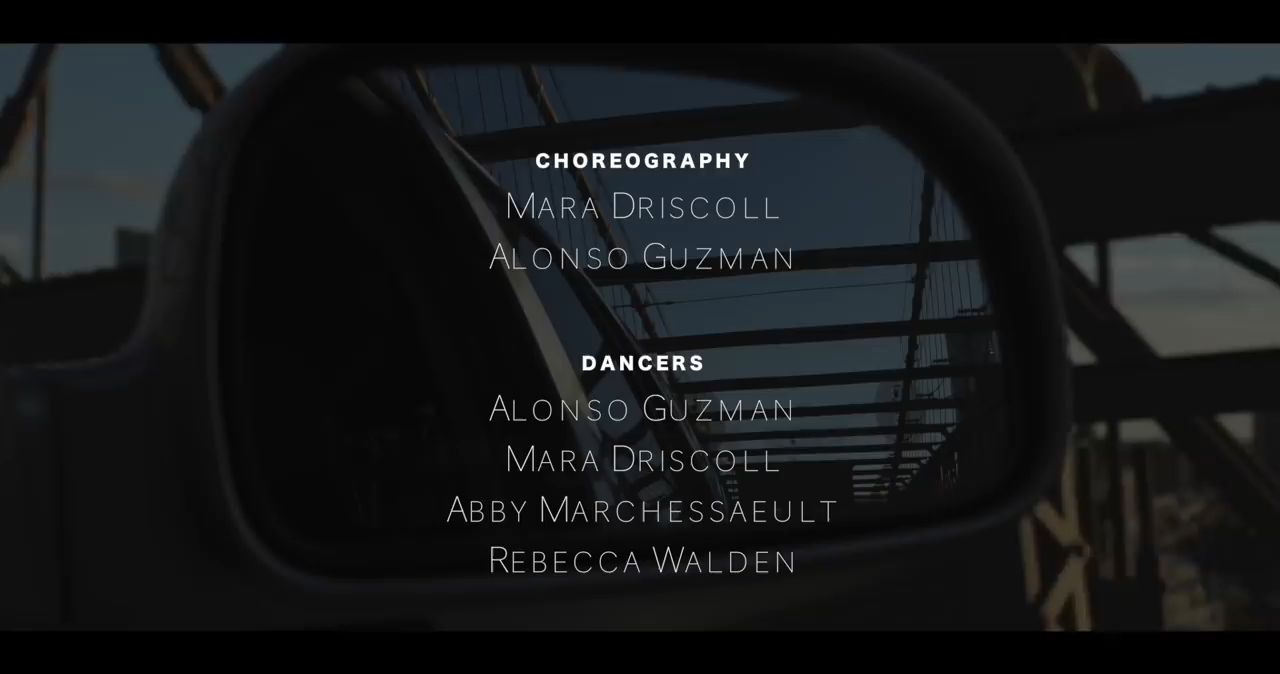 CHOREOGRAPHY
MARA DRISCOLL
ALONSO GUZMAN
DANCERS
ALONSO GUZMAN
MARA DRISCOLL
ABBY MARCHESSAEULT
REBECCA WALDEN